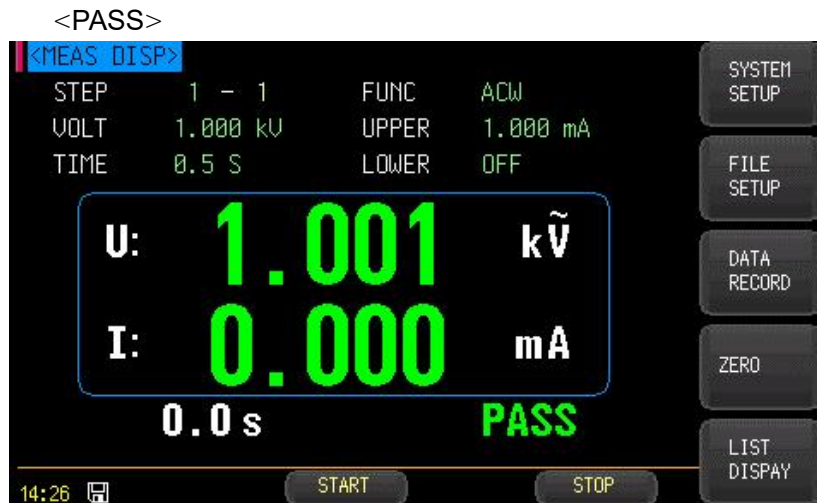 <PASS>
<MEAS DISP>
STEP 1 - 1 FUNC ACW
VOLT 1.000 kV UPPER 1.000 mA
TIME 0.5 S LOWER OFF
U: 1.001 kṼ
I: 0.000 mA
0.0 s PASS
14:26 START STOP
SYSTEM
SETUP
FILE
SETUP
DATA
RECORD
ZERO
LIST
DISPAY